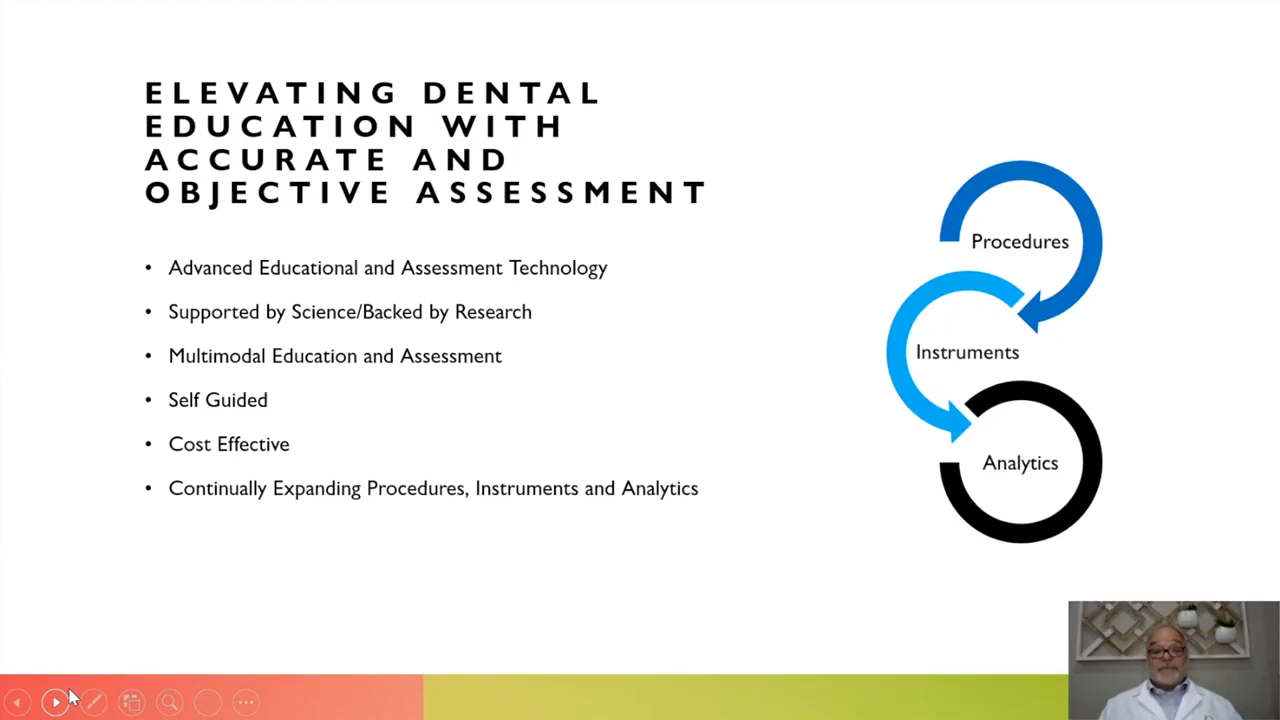 ELEVATING DENTAL
EDUCATION WITH
ACCURATE AND
OBJECTIVE ASSESSMENT
• Advanced Educational and Assessment Technology
• Supported by Science/Backed by Research
• Multimodal Education and Assessment
• Self Guided
• Cost Effective
• Continually Expanding Procedures, Instruments and Analytics
Procedures
Instruments
Analytics